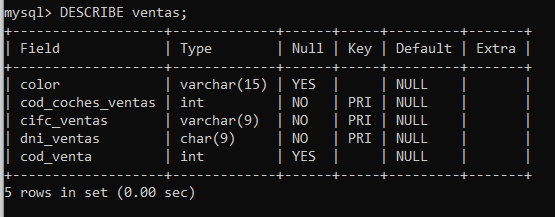 mysql> DESCRIBE ventas;
+------------------+-------------+------+-----+---------+-------+
| Field            | Type        | Null | Key | Default | Extra |
+------------------+-------------+------+-----+---------+-------+
| color            | varchar(15) | YES  |     | NULL    |       |
| cod_coches_ventas | int         | NO   | PRI | NULL    |       |
| cifc_ventas      | varchar(9)  | NO   | PRI | NULL    |       |
| dni_ventas       | char(9)     | NO   | PRI | NULL    |       |
| cod_venta        | int         | YES  |     | NULL    |       |
+------------------+-------------+------+-----+---------+-------+
5 rows in set (0.00 sec)